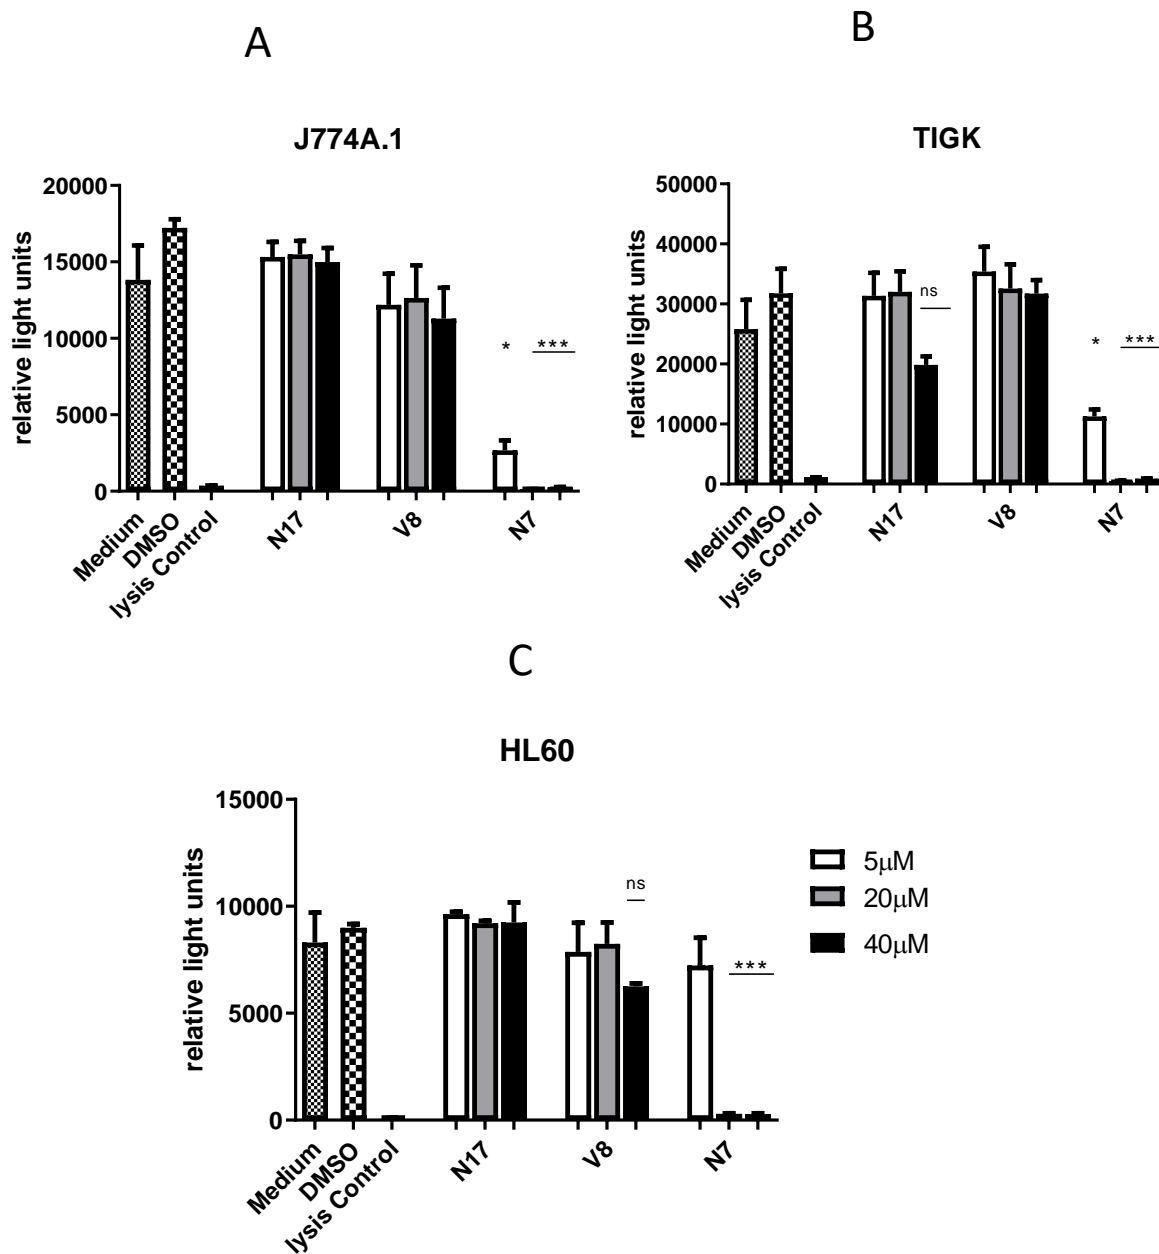 A
B
J774A.1
TIGK
relative light units
20000
15000
10000
5000
0
*
***
Medium
DMSO
lysis Control
N17
V8
N7
relative light units
50000
40000
30000
20000
10000
0
ns
*
***
Medium
DMSO
lysis Control
N17
V8
N7
C
HL60
relative light units
15000
10000
5000
0
ns
***
Medium
DMSO
lysis Control
N17
V8
N7
5μM
20μM
40μM